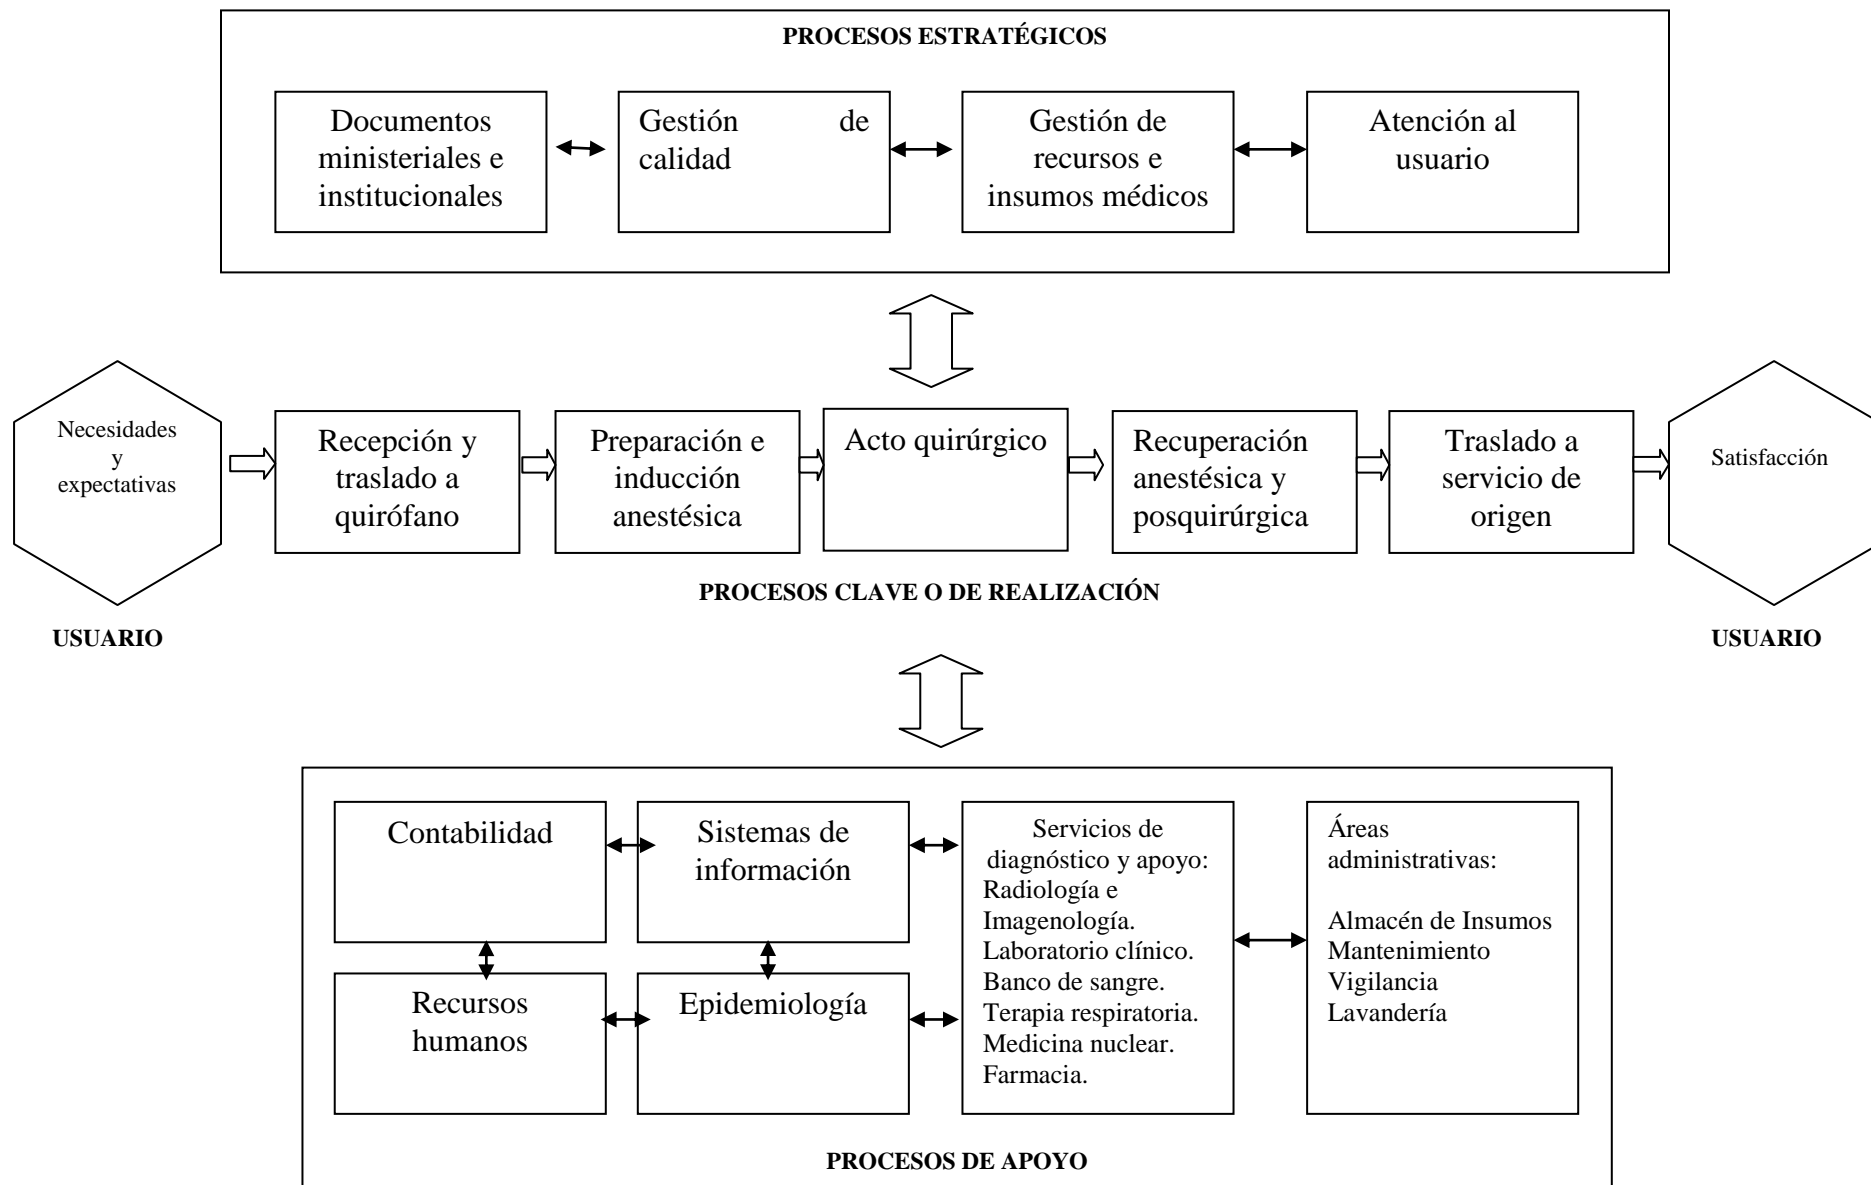 PROCESOS ESTRATÉGICOS
Documentos
ministeriales e
institucionales
Gestión de
calidad
Gestión de
recursos e
insumos médicos
Atención al
usuario
Necesidades
y
expectativas
USUARIO
Recepción y
traslado a
quirófano
Preparación e
inducción
anestésica
Acto quirúrgico
Recuperación
anestésica y
posquirúrgica
Traslado a
servicio de
origen
Satisfacción
USUARIO
PROCESOS CLAVE O DE REALIZACIÓN
Contabilidad
Sistemas de
información
Recursos
humanos
Epidemiología
Servicios de
diagnóstico y apoyo:
Radiología e
Imagenología.
Laboratorio clínico.
Banco de sangre.
Terapia respiratoria.
Medicina nuclear.
Farmacia.
Áreas
administrativas:
Almacén de Insumos
Mantenimiento
Vigilancia
Lavandería
PROCESOS DE APOYO